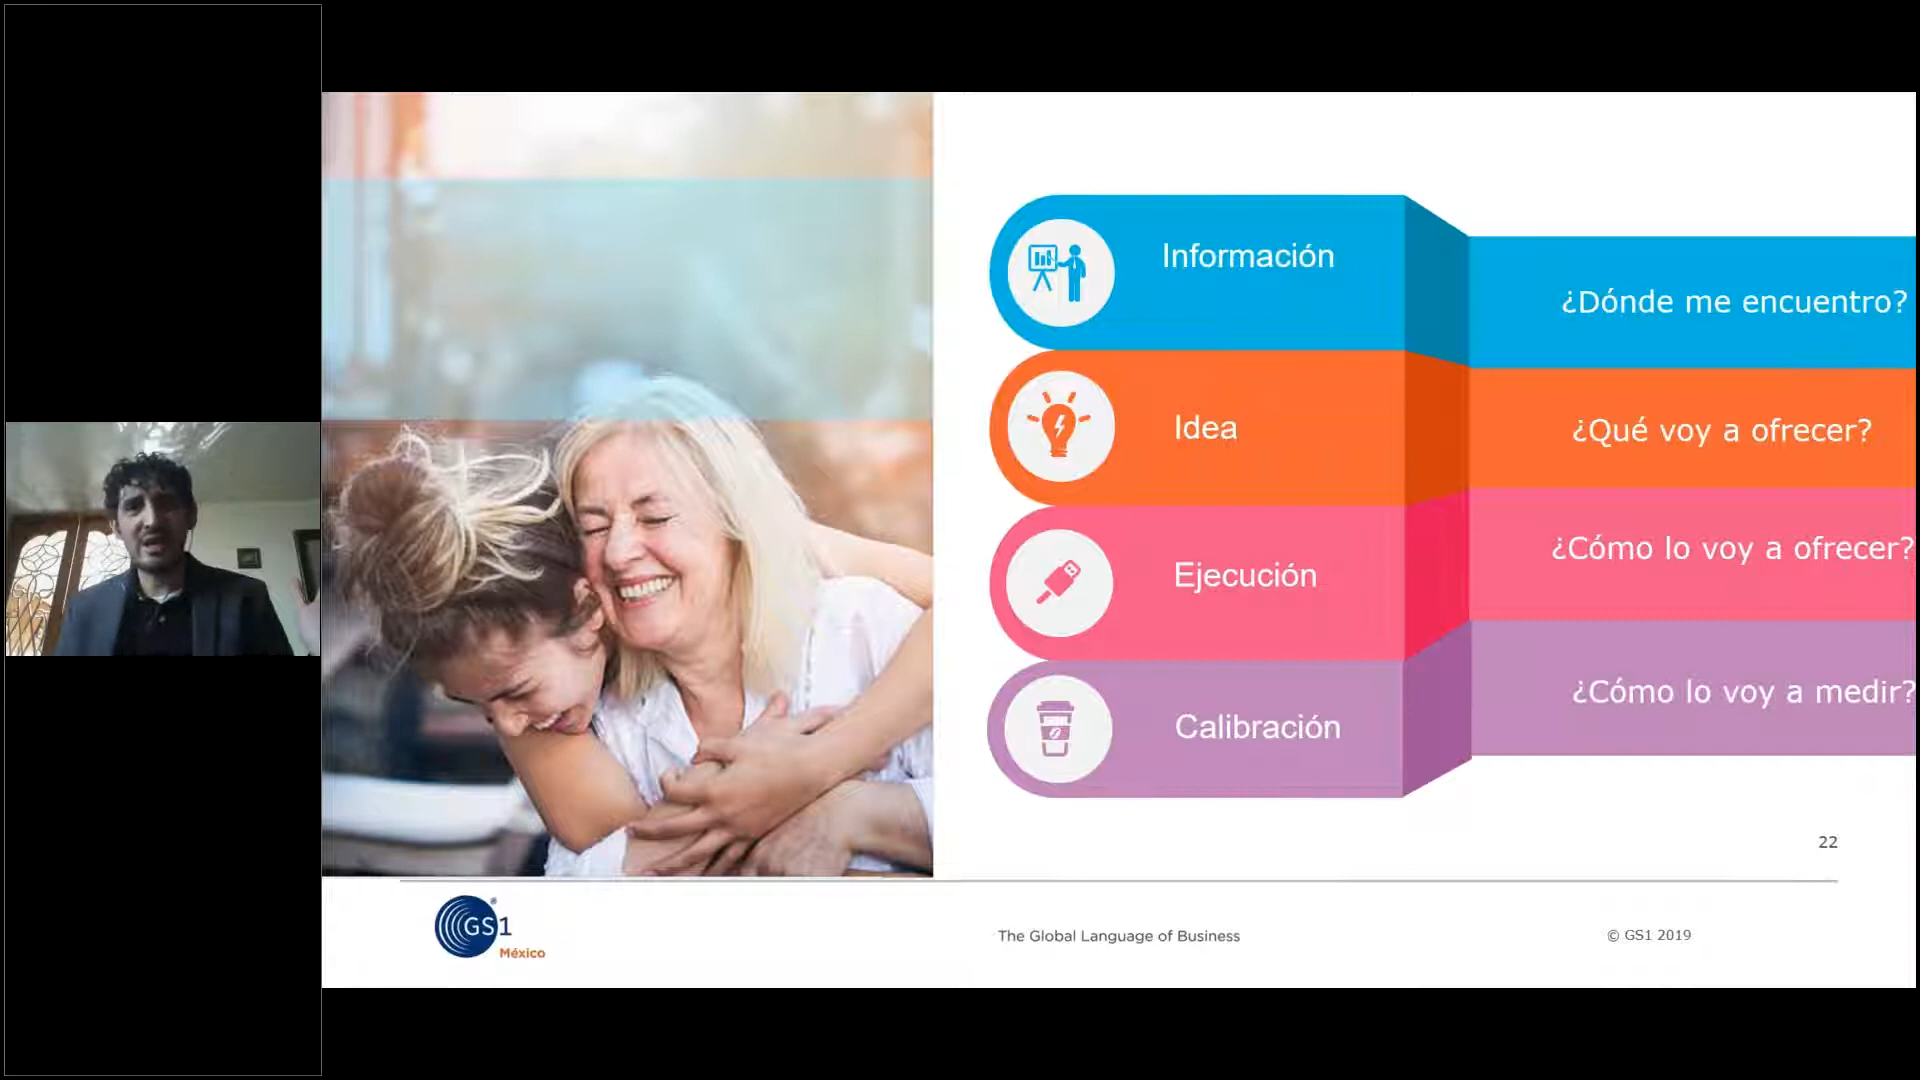 Información
¿Dónde me encuentro?
Idea
¿Qué voy a ofrecer?
Ejecución
¿Cómo lo voy a ofrecer?
Calibración
¿Cómo lo voy a medir?
22
GS1
®
México
The Global Language of Business
© GS1 2019